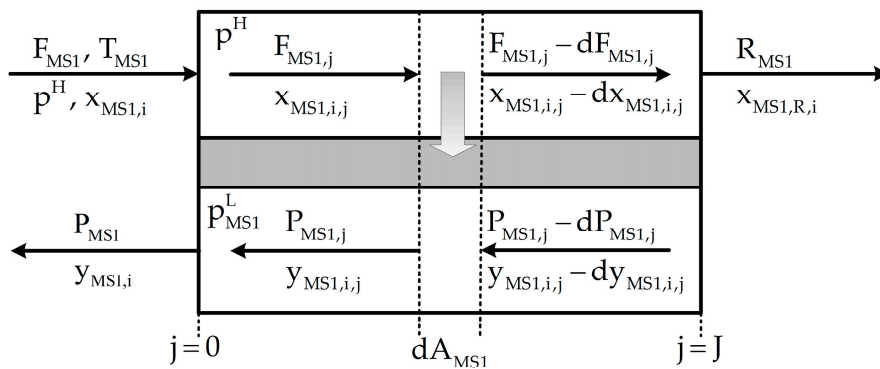 F_MS1, T_MS1
p^H, x_MS1,i
p^H
F_MS1,j
x_MS1,i,j
F_MS1,j – dF_MS1,j
x_MS1,i,j – dx_MS1,i,j
R_MS1
x_MS1,R,i
P_MS1
y_MS1,i
p^L_MS1
P_MS1,j
y_MS1,i,j
P_MS1,j – dP_MS1,j
y_MS1,i,j – dy_MS1,i,j
j = 0
dA_MS1
j = J